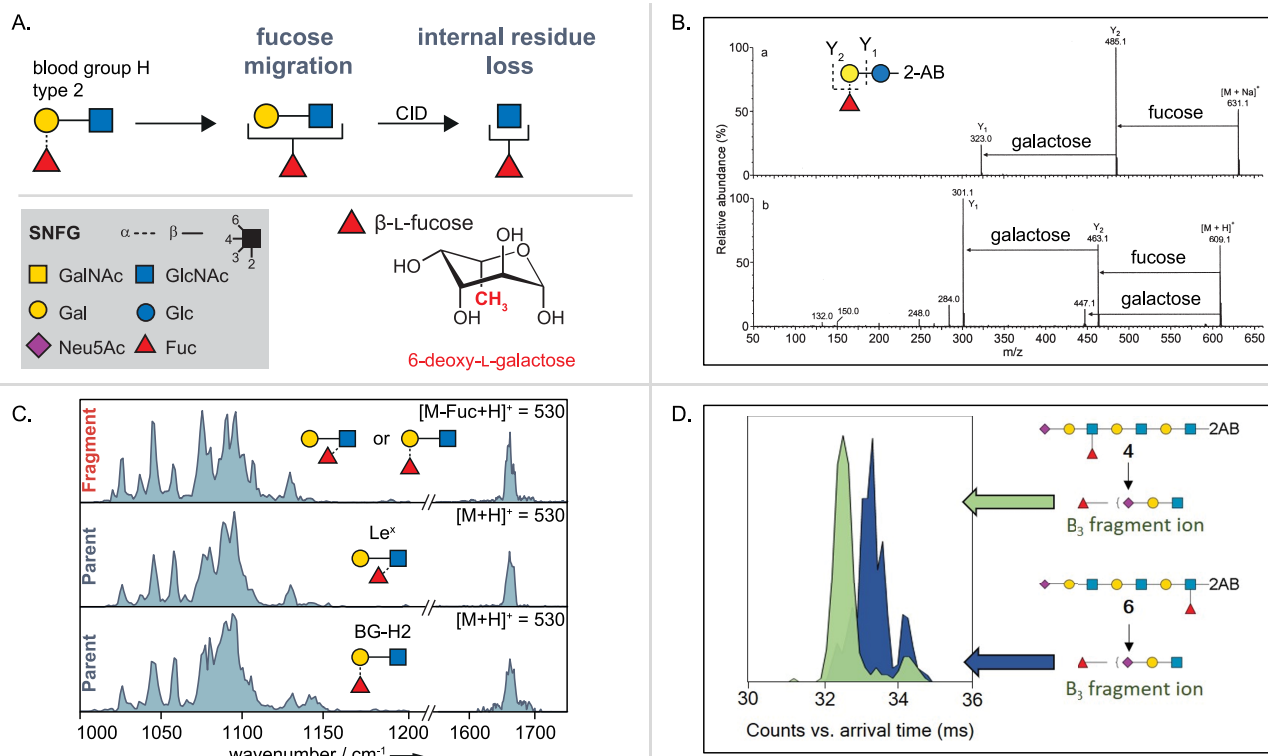 A.
blood group H
type 2
fucose
migration
CID
internal residue
loss
SNFG
α
β
6
4
3
2
GalNAc
GlcNAc
Gal
Glc
Neu5Ac
Fuc
β-L-fucose
OH
O
HO
CH3
OH
OH
6-deoxy-L-galactose
B.
a
Y2
Y1
2-AB
Y2
485.1
[M + Na]+
631.1
fucose
galactose
Y1
323.0
100
50
0
Relative abundance (%)
b
301.1
Y1
Y2
463.1
[M + H]+
609.1
galactose
fucose
galactose
447.1
284.0
248.0
150.0
132.0
100
50
0
50 100 150 200 250 300 350 400 450 500 550 600 650
m/z
C.
Fragment
[M-Fuc+H]+ = 530
or
Parent
[M+H]+ = 530
Lex
Parent
[M+H]+ = 530
BG-H2
1000 1050 1100 1150 1200 1600 1700
wavenumber / cm-1
D.
2AB
4
B3 fragment ion
2AB
6
B3 fragment ion
30 32 34 36
Counts vs. arrival time (ms)